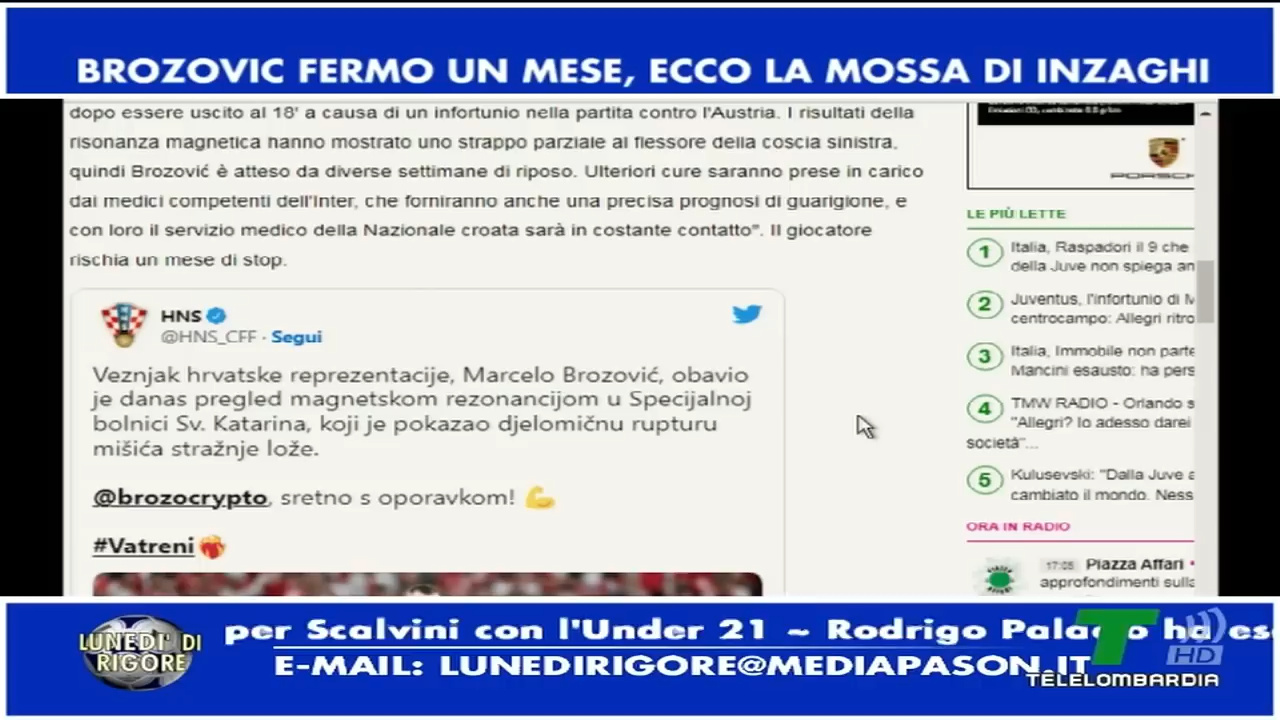 BROZOVIC FERMO UN MESE, ECCO LA MOSSA DI INZAGHI
dopo essere uscito al 18' a causa di un infortunio nella partita contro l'Austria. I risultati della
risonanza magnetica hanno mostrato uno strappo parziale al flessore della coscia sinistra,
quindi Brozović è atteso da diverse settimane di riposo. Ulteriori cure saranno prese in carico
dai medici competenti dell'Inter, che forniranno anche una precisa prognosi di guarigione, e
con loro il servizio medico della Nazionale croata sarà in costante contatto". Il giocatore
rischia un mese di stop.
HNS
@HNS_CFF · Segui
Veznjak hrvatske reprezentacije, Marcelo Brozović, obavio
je danas pregled magnetskom rezonancijom u Specijalnoj
bolnici Sv. Katarina, koji je pokazao djelomičnu rupturu
mišića stražnje lože.
@brozocrypto, sretno s oporavkom! 💪
#Vatreni
PORSCH
LE PIÙ LETTE
1 Italia, Raspadori il 9 che
della Juve non spiega an
2 Juventus, l'infortunio di M
centrocampo: Allegri ritro
3 Italia, Immobile non parte
Mancini esausto: ha pers
4 TMW RADIO - Orlando s
"Allegri? Io adesso darei
società"...
5 Kulusevski: "Dalla Juve a
cambiato il mondo. Ness
ORA IN RADIO
17:05 Piazza Affari
approfondimenti sulla
LUNEDI' DI
RIGORE
per Scalvini con l'Under 21 ~ Rodrigo Palacio ha es
E-MAIL: LUNEDIRIGORE@MEDIAPASON.IT
T HD
TELELOMBARDIA